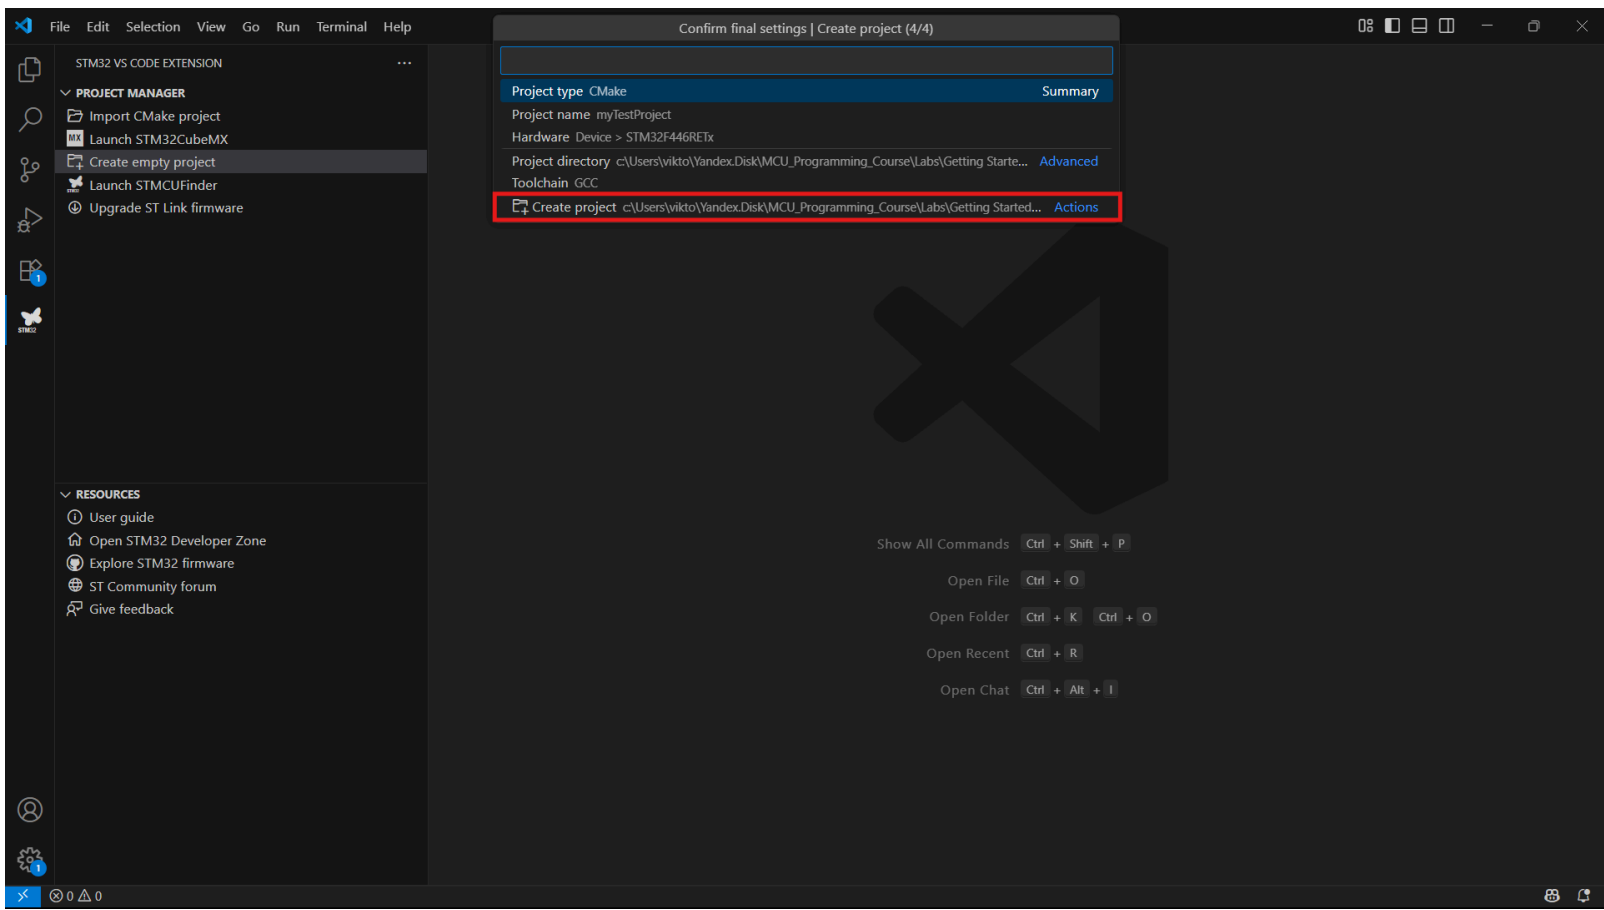 File Edit Selection View Go Run Terminal Help
Confirm final settings | Create project (4/4)
STM32 VS CODE EXTENSION
PROJECT MANAGER
Import CMake project
MX Launch STM32CubeMX
Create empty project
Launch STMCUFinder
Upgrade ST Link firmware
Project type CMake Summary
Project name myTestProject
Hardware Device > STM32F446RETx
Project directory c:\Users\vikto\Yandex.Disk\MCU_Programming_Course\Labs\Getting Starte... Advanced
Toolchain GCC
Create project c:\Users\vikto\Yandex.Disk\MCU_Programming_Course\Labs\Getting Started... Actions
1
STM32
RESOURCES
User guide
Open STM32 Developer Zone
Explore STM32 firmware
ST Community forum
Give feedback
Show All Commands Ctrl + Shift + P
Open File Ctrl + O
Open Folder Ctrl + K Ctrl + O
Open Recent Ctrl + R
Open Chat Ctrl + Alt + I
1
0 0